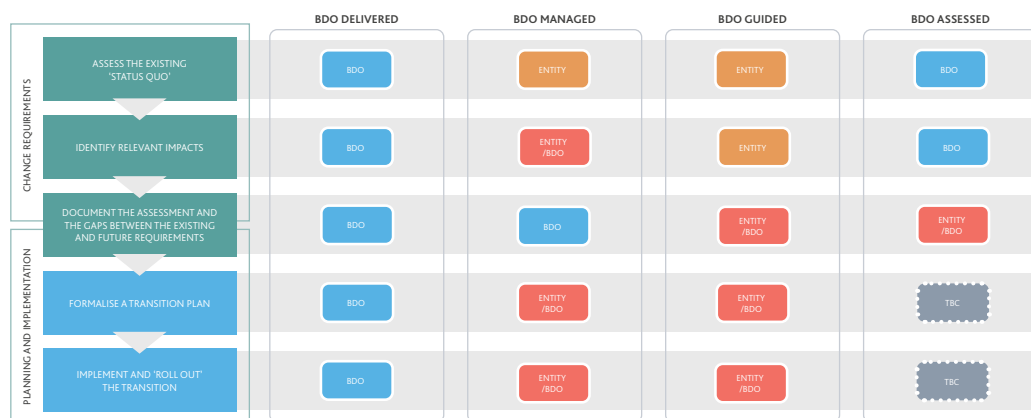 BDO DELIVERED
BDO MANAGED
BDO GUIDED
BDO ASSESSED
CHANGE REQUIREMENTS
ASSESS THE EXISTING
'STATUS QUO'
BDO
ENTITY
ENTITY
BDO
IDENTIFY RELEVANT IMPACTS
BDO
ENTITY
/BDO
ENTITY
BDO
DOCUMENT THE ASSESSMENT AND
THE GAPS BETWEEN THE EXISTING
AND FUTURE REQUIREMENTS
BDO
BDO
ENTITY
/BDO
ENTITY
/BDO
PLANNING AND IMPLEMENTATION
FORMALISE A TRANSITION PLAN
BDO
ENTITY
/BDO
ENTITY
/BDO
TBC
IMPLEMENT AND 'ROLL OUT'
THE TRANSITION
BDO
ENTITY
/BDO
ENTITY
/BDO
TBC